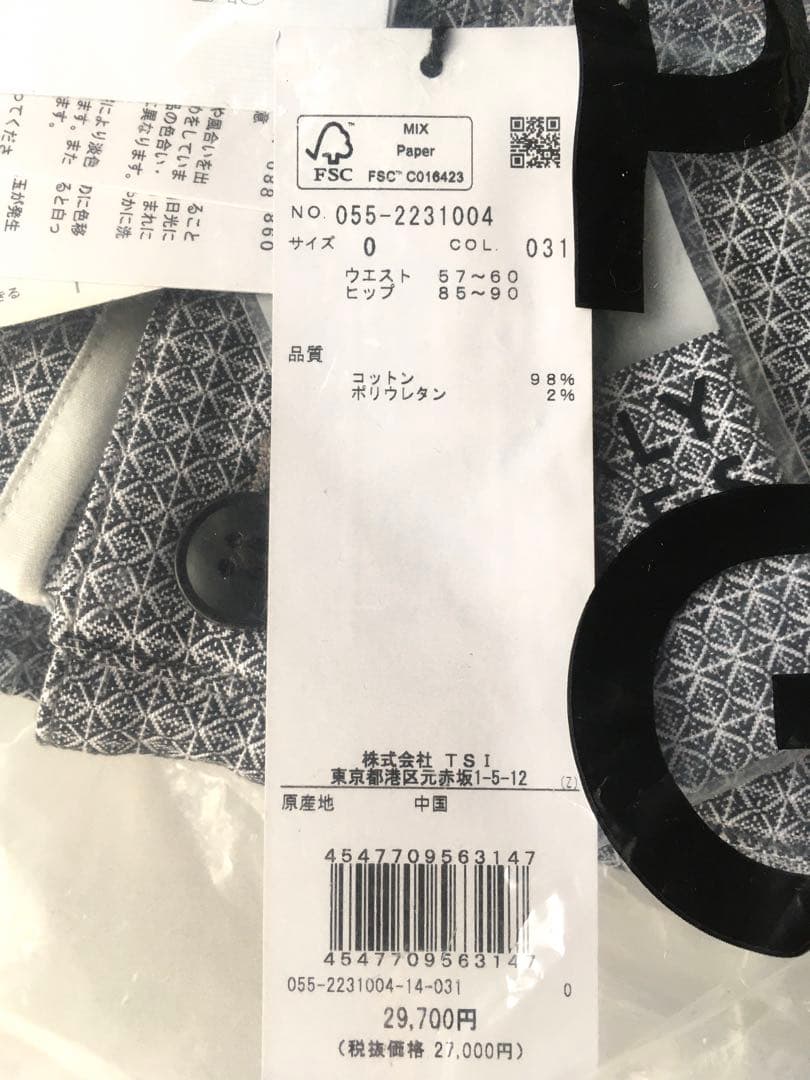 MIX
Paper
FSC
FSC™ C016423
NO. 055-2231004
サイズ 0 COL. 031
ウエスト 57～60
ヒップ 85～90
品質
コットン 98%
ポリウレタン 2%
株式会社 TSI
東京都港区元赤坂1-5-12
(Z)
原産地 中国
4547709563147
4547709563147
055-2231004-14-031 0
29,700円
(税抜価格 27,000円)
P
G
LY